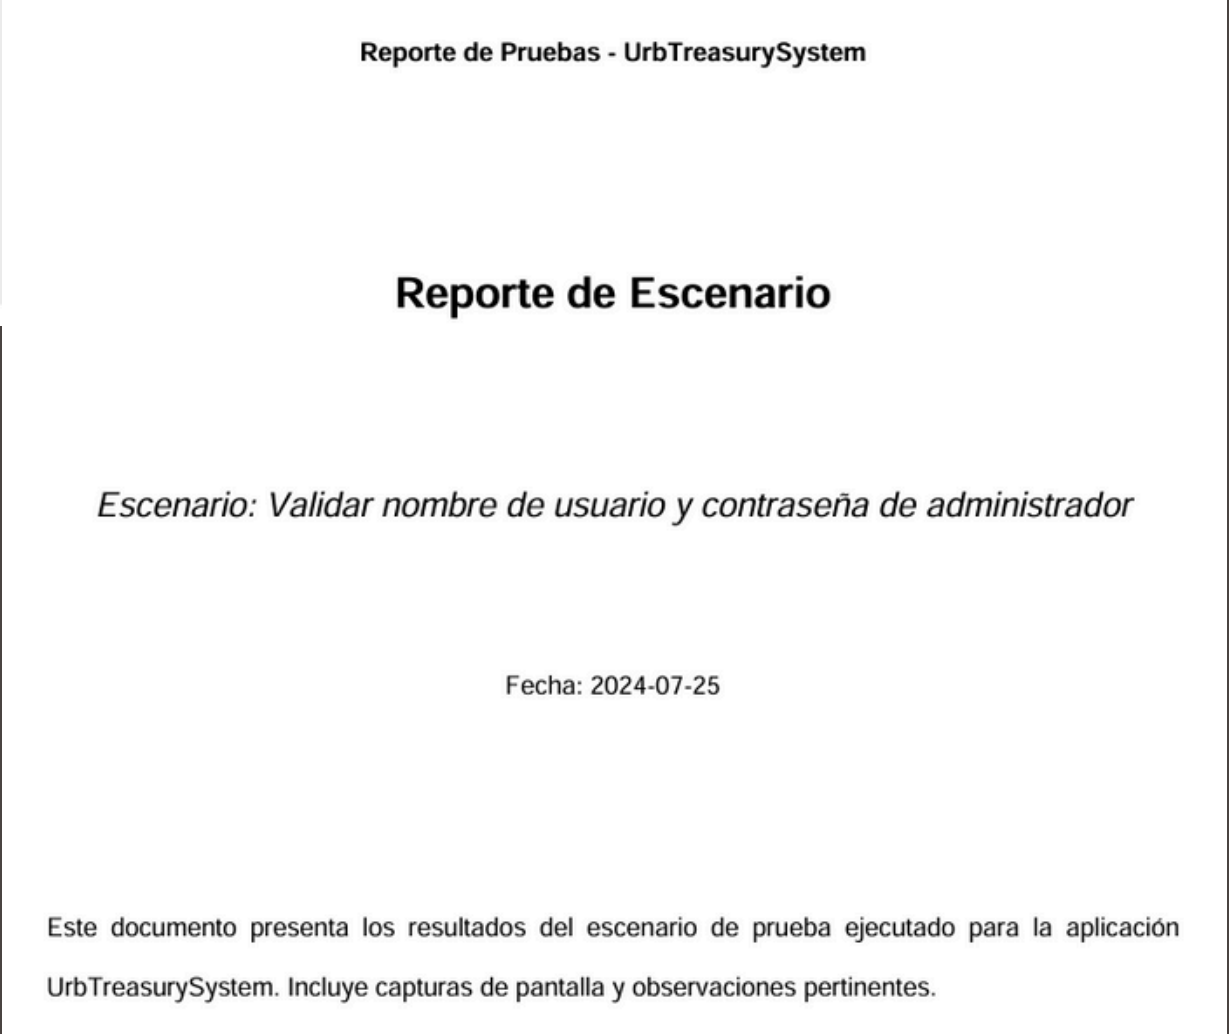 Reporte de Pruebas - UrbTreasurySystem
Reporte de Escenario
Escenario: Validar nombre de usuario y contraseña de administrador
Fecha: 2024-07-25
Este documento presenta los resultados del escenario de prueba ejecutado para la aplicación
UrbTreasurySystem. Incluye capturas de pantalla y observaciones pertinentes.